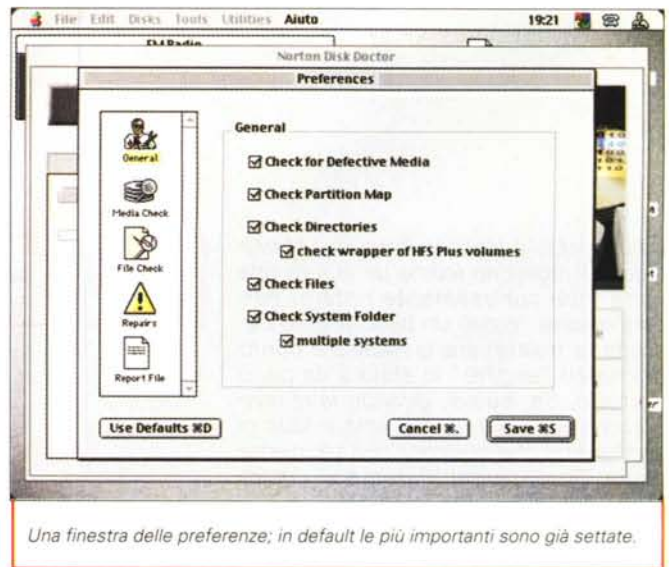 File Edit Disks Tools Utilities Aiuto 19:21
FM Radio
Norton Disk Doctor
Preferences
General
Media Check
File Check
Repairs
Report File
General
Check for Defective Media
Check Partition Map
Check Directories
check wrapper of HFS Plus volumes
Check Files
Check System Folder
multiple systems
Use Defaults ⌘D
Cancel ⌘.
Save ⌘S
Una finestra delle preferenze; in default le più importanti sono già settate.